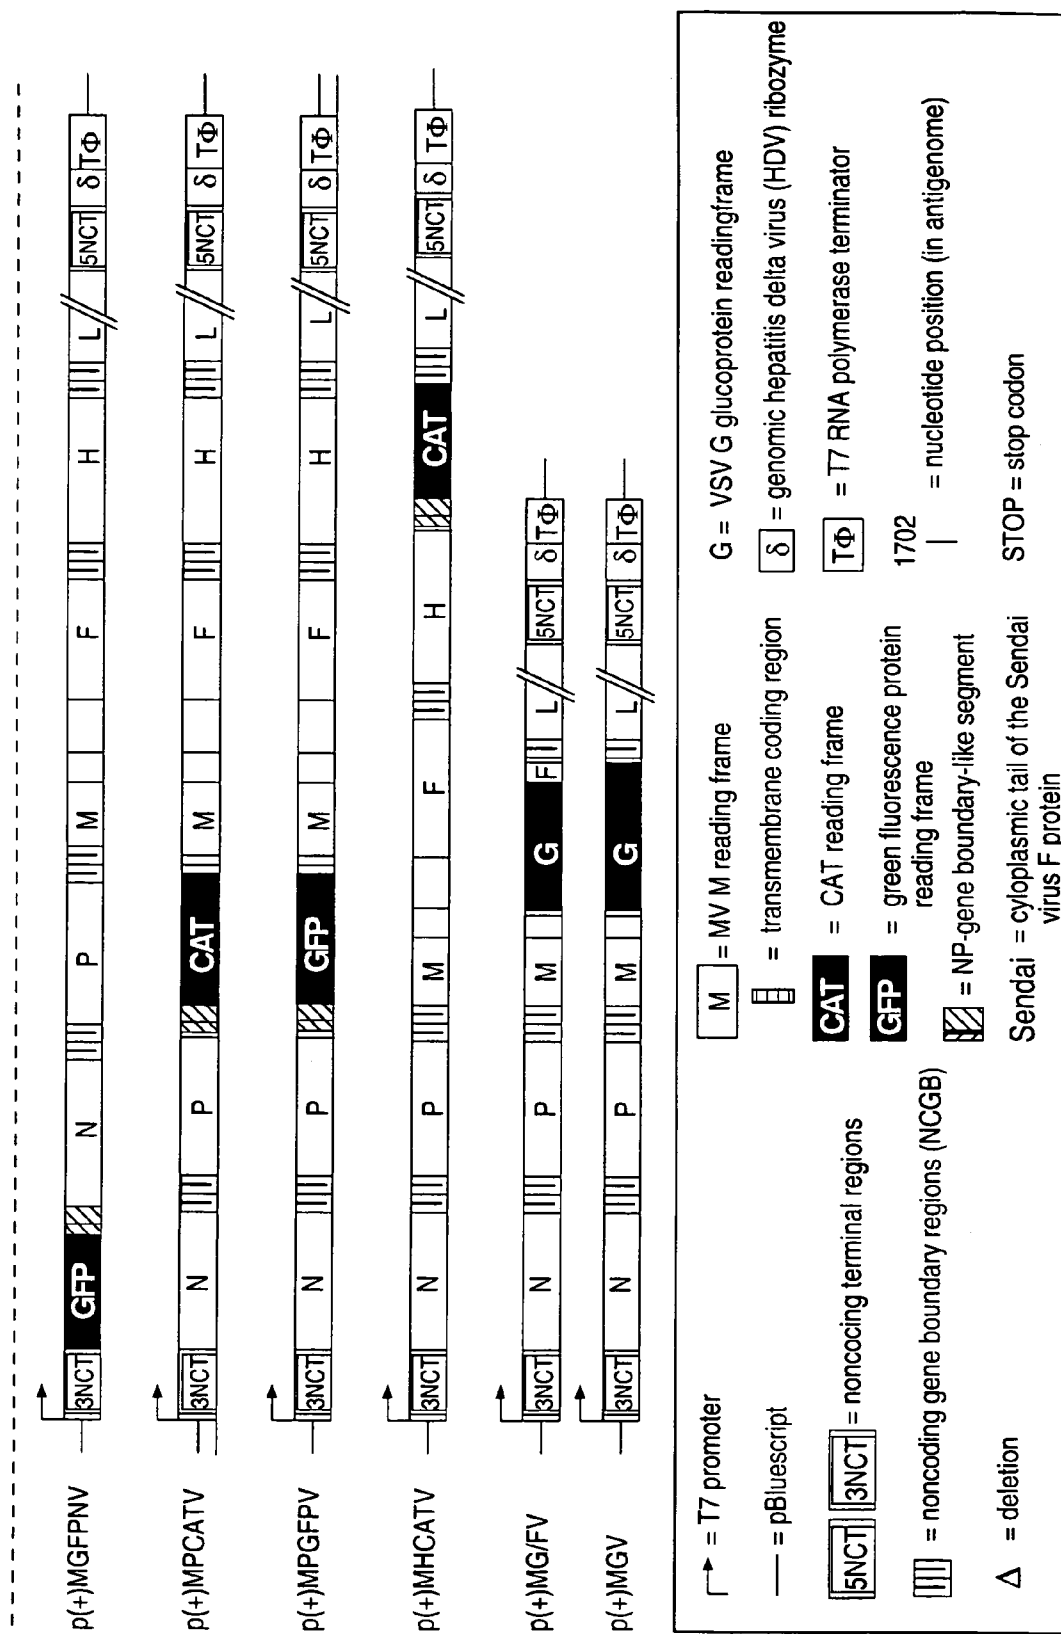 p(+)MGFPNV 3NCT GFP N P M F H L 5NCT δ TΦ
p(+)MPCATV 3NCT N P CAT M F H L 5NCT δ TΦ
p(+)MPGFPV 3NCT N P GFP M F H L 5NCT δ TΦ
p(+)MHCATV 3NCT N P M F H CAT L 5NCT δ TΦ
p(+)MG/FV 3NCT N P M G F L 5NCT δ TΦ
p(+)MGV 3NCT N P M G L 5NCT δ TΦ
= T7 promoter
= pBluescript
5NCT 3NCT = noncocing terminal regions
= noncoding gene boundary regions (NCGB)
Δ = deletion
M = MV M reading frame
= transmembrane coding region
CAT = CAT reading frame
GFP = green fluorescence protein
reading frame
= NP-gene boundary-like segment
Sendai = cyloplasmic tail of the Sendai
virus F protein
G = VSV G glucoprotein readingframe
δ = genomic hepatitis delta virus (HDV) ribozyme
TΦ = T7 RNA polymerase terminator
1702
= nucleotide position (in antigenome)
STOP = stop codon